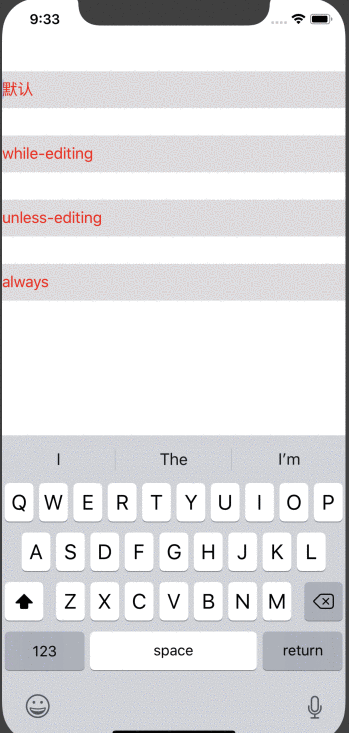 9:33
默认
while-editing
unless-editing
always
I The I'm
Q W E R T Y U I O P
A S D F G H J K L
Z X C V B N M
123 space return